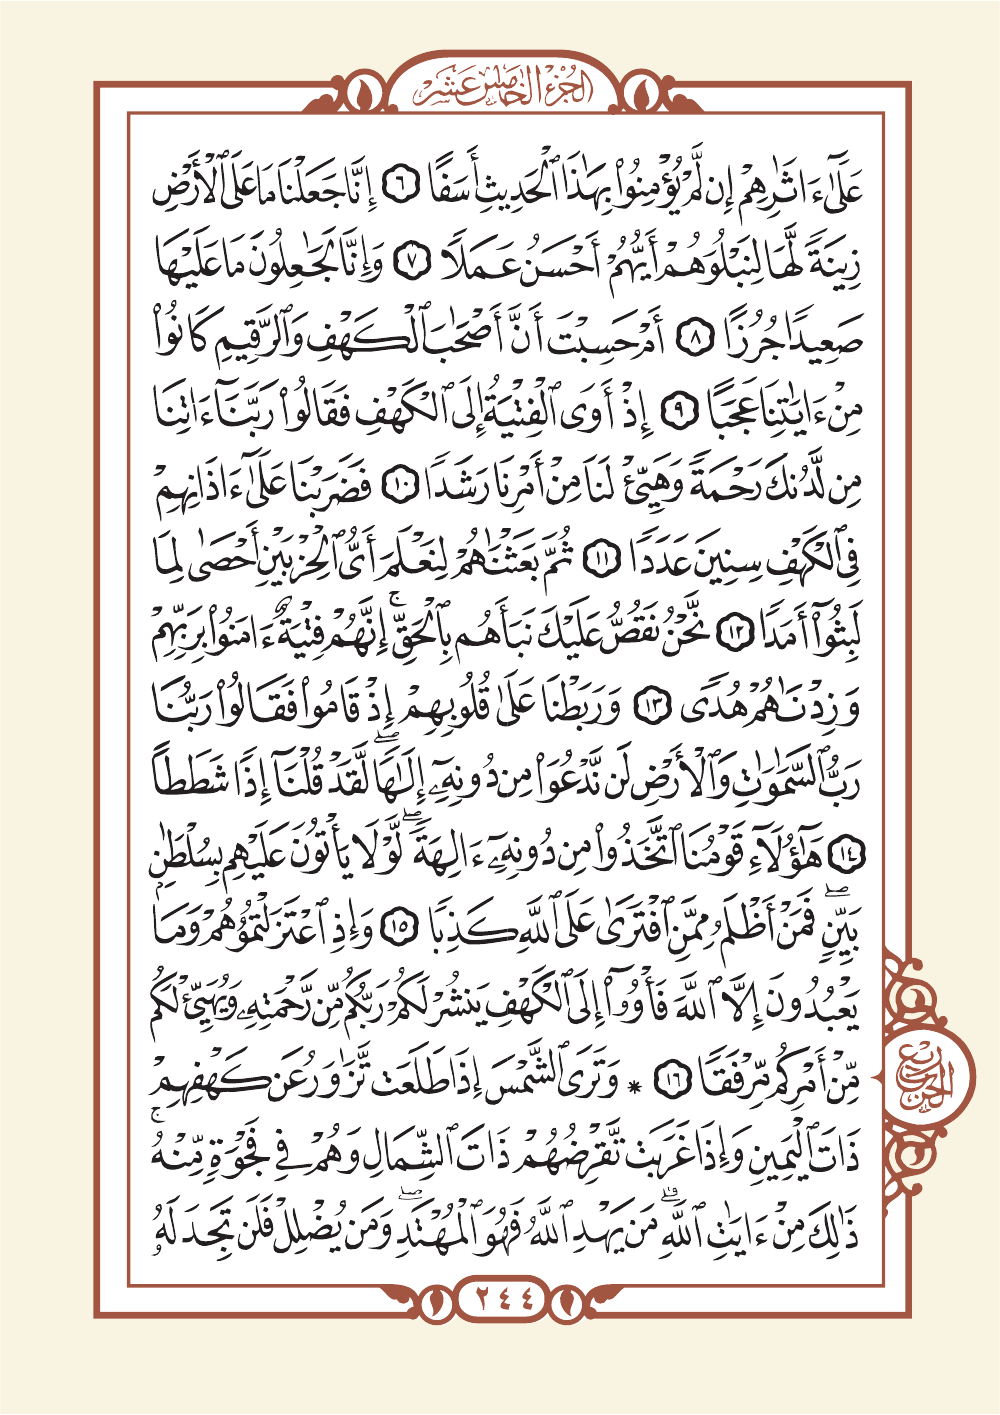 الجزء الخامس عشر
عَلَىٰٓ ءَاثَٰرِهِمْ إِن لَّمْ يُؤْمِنُوا۟ بِهَٰذَا ٱلْحَدِيثِ أَسَفًا ٦ إِنَّا جَعَلْنَا مَا عَلَى ٱلْأَرْضِ
زِينَةً لَّهَا لِنَبْلُوَهُمْ أَيُّهُمْ أَحْسَنُ عَمَلًا ٧ وَإِنَّا لَجَٰعِلُونَ مَا عَلَيْهَا
صَعِيدًا جُرُزًا ٨ أَمْ حَسِبْتَ أَنَّ أَصْحَٰبَ ٱلْكَهْفِ وَٱلرَّقِيمِ كَانُوا۟
مِنْ ءَايَٰتِنَا عَجَبًا ٩ إِذْ أَوَى ٱلْفِتْيَةُ إِلَى ٱلْكَهْفِ فَقَالُوا۟ رَبَّنَآ ءَاتِنَا
مِن لَّدُنكَ رَحْمَةً وَهَيِّئْ لَنَا مِنْ أَمْرِنَا رَشَدًا ١٠ فَضَرَبْنَا عَلَىٰٓ ءَاذَانِهِمْ
فِى ٱلْكَهْفِ سِنِينَ عَدَدًا ١١ ثُمَّ بَعَثْنَٰهُمْ لِنَعْلَمَ أَىُّ ٱلْحِزْبَيْنِ أَحْصَىٰ لِمَا
لَبِثُوٓا۟ أَمَدًا ١٢ نَّحْنُ نَقُصُّ عَلَيْكَ نَبَأَهُم بِٱلْحَقِّ ۚ إِنَّهُمْ فِتْيَةٌ ءَامَنُوا۟ بِرَبِّهِمْ
وَزِدْنَٰهُمْ هُدًى ١٣ وَرَبَطْنَا عَلَىٰ قُلُوبِهِمْ إِذْ قَامُوا۟ فَقَالُوا۟ رَبُّنَا
رَبُّ ٱلسَّمَٰوَٰتِ وَٱلْأَرْضِ لَن نَّدْعُوَا۟ مِن دُونِهِۦٓ إِلَٰهًا ۖ لَّقَدْ قُلْنَآ إِذًا شَطَطًا
١٤ هَٰٓؤُلَآءِ قَوْمُنَا ٱتَّخَذُوا۟ مِن دُونِهِۦٓ ءَالِهَةً ۖ لَّوْلَا يَأْتُونَ عَلَيْهِم بِسُلْطَٰنٍۭ
بَيِّنٍ ۖ فَمَنْ أَظْلَمُ مِمَّنِ ٱفْتَرَىٰ عَلَى ٱللَّهِ كَذِبًا ١٥ وَإِذِ ٱعْتَزَلْتُمُوهُمْ وَمَا
يَعْبُدُونَ إِلَّا ٱللَّهَ فَأْوُۥٓا۟ إِلَى ٱلْكَهْفِ يَنشُرْ لَكُمْ رَبُّكُم مِّن رَّحْمَتِهِۦ وَيُهَيِّئْ لَكُم
مِّنْ أَمْرِكُم مِّرْفَقًا ١٦ * وَتَرَى ٱلشَّمْسَ إِذَا طَلَعَت تَّزَٰوَرُ عَن كَهْفِهِمْ
ذَاتَ ٱلْيَمِينِ وَإِذَا غَرَبَت تَّقْرِضُهُمْ ذَاتَ ٱلشِّمَالِ وَهُمْ فِى فَجْوَةٍ مِّنْهُ ۚ
ذَٰلِكَ مِنْ ءَايَٰتِ ٱللَّهِ ۗ مَن يَهْدِ ٱللَّهُ فَهُوَ ٱلْمُهْتَدِ ۖ وَمَن يُضْلِلْ فَلَن تَجِدَ لَهُۥ
ربع الحزب
٢٤٤